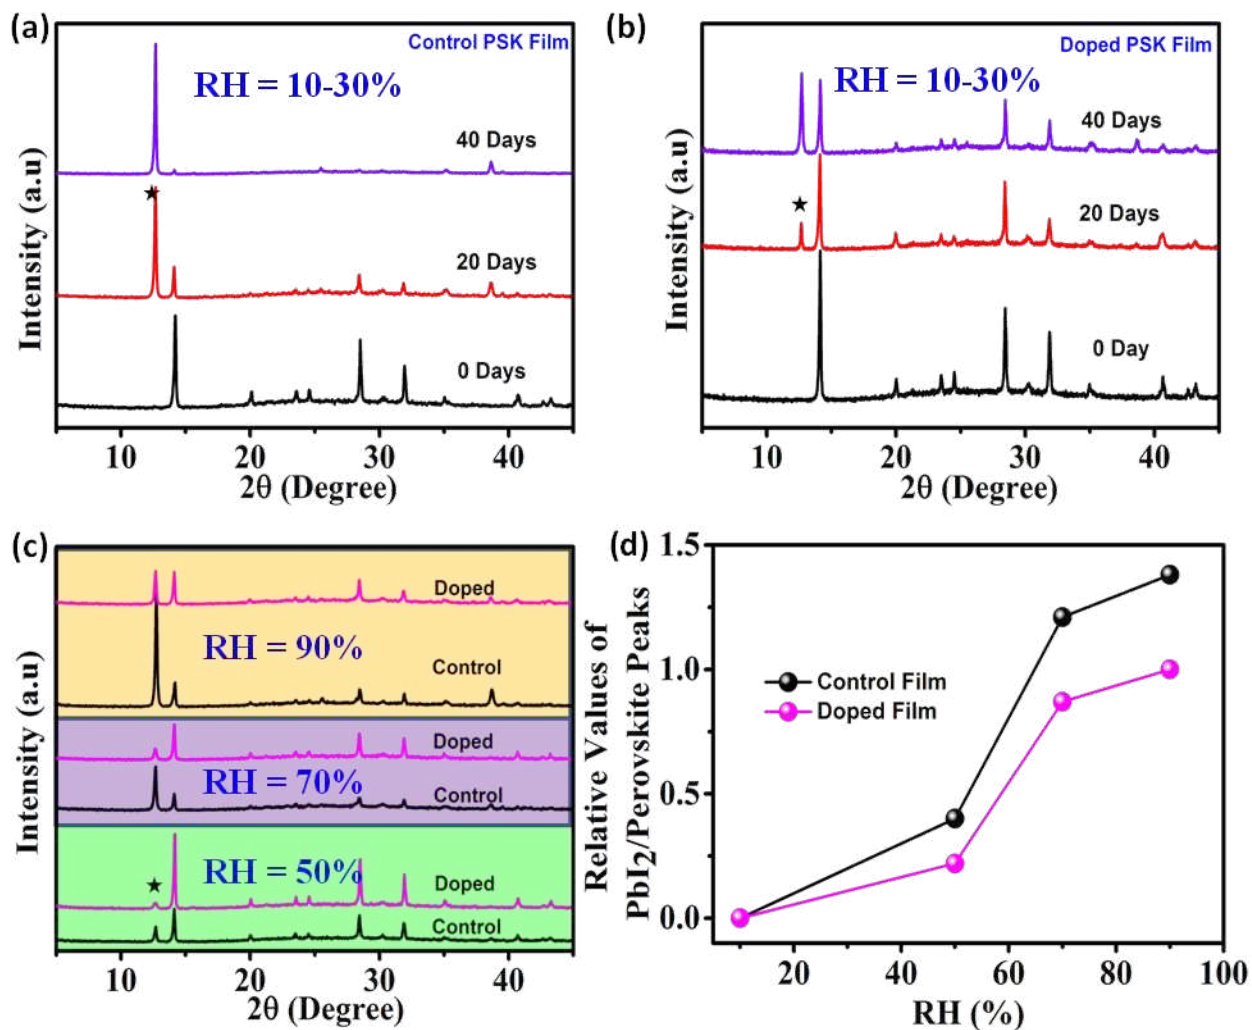 (a)
Control PSK Film
RH = 10-30%
40 Days
★
20 Days
0 Days
Intensity (a.u)
10 20 30 40
2θ (Degree)
(b)
Doped PSK Film
RH = 10-30%
40 Days
★
20 Days
0 Day
Intensity (a.u)
10 20 30 40
2θ (Degree)
(c)
Doped
RH = 90%
Control
Doped
RH = 70%
Control
★
RH = 50%
Doped
Control
Intensity (a.u)
10 20 30 40
2θ (Degree)
(d)
Relative Values of
PbI2/Perovskite Peaks
1.5
1.0
0.5
0.0
Control Film
Doped Film
20 40 60 80 100
RH (%)